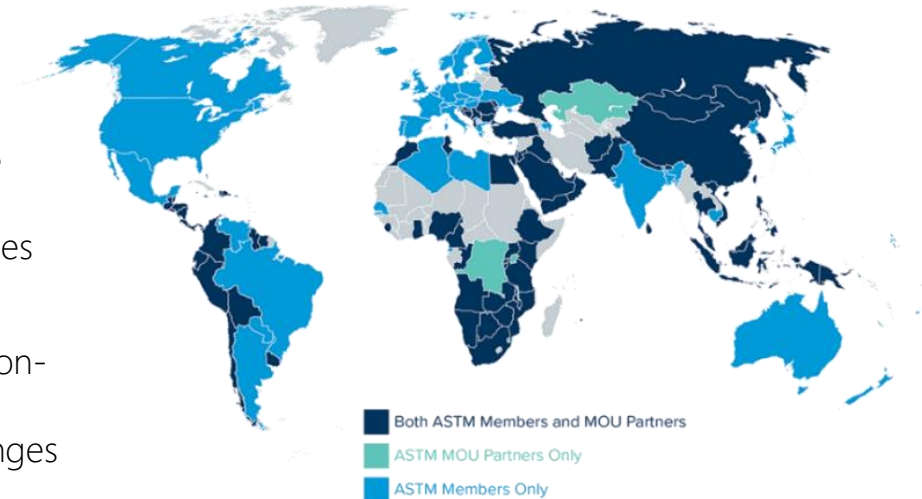 es
on-
nges
Both ASTM Members and MOU Partners
ASTM MOU Partners Only
ASTM Members Only